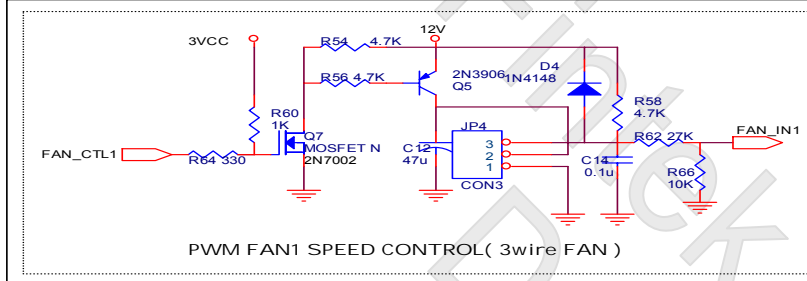 3VCC
R54 4.7K
12V
R56 4.7K
2N3906
Q5
D4
1N4148
R58
4.7K
R60
1K
Q7
MOSFET N
2N7002
FAN_CTL1
R64 330
C12
47u
JP4
3
2
1
CON3
C14
0.1u
R62 27K
FAN_IN1
R66
10K
PWM FAN1 SPEED CONTROL( 3wire FAN )
Fintek